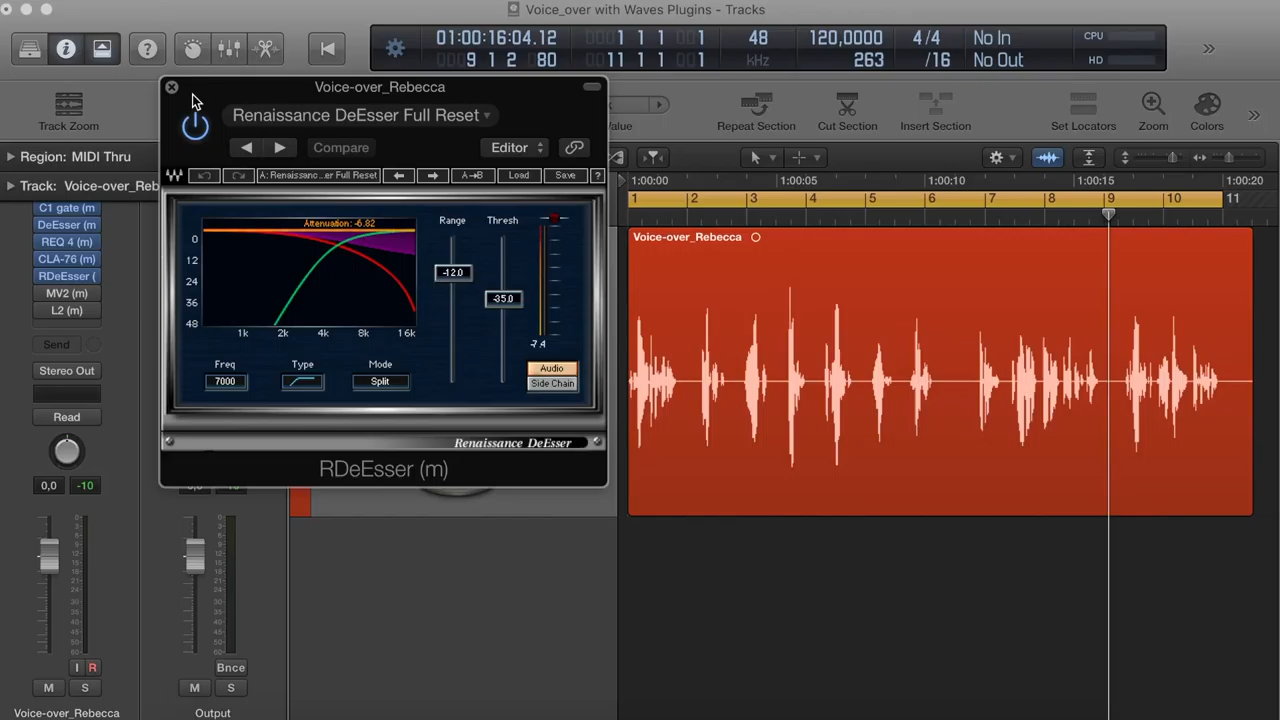 Voice_over with Waves Plugins - Tracks
01:00:16:04.12
9 1 2 80
1 1 1 1
11 1 1 1
48
kHz
120,0000
263
4/4
/16
No In
No Out
CPU
HD
Track Zoom
Value
Repeat Section
Cut Section
Insert Section
Set Locators
Zoom
Colors
Region: MIDI Thru
Track: Voice-over_Reb
Voice-over_Rebecca
Renaissance DeEsser Full Reset
Compare
Editor
A: Renaissanc...er Full Reset
A→B
Load
Save
?
Attenuation: -6.82
0
12
24
36
48
1k
2k
4k
8k
16k
Range
-12.0
Thresh
-35.0
-7.4
Freq
7000
Type
Mode
Split
Audio
Side Chain
Renaissance DeEsser
RDeEsser (m)
1:00:00
1:00:05
1:00:10
1:00:15
1:00:20
1
2
3
4
5
6
7
8
9
10
11
Voice-over_Rebecca
C1 gate (m)
DeEsser (m
REQ 4 (m)
CLA-76 (m)
RDeEsser (
MV2 (m)
L2 (m)
Send
Stereo Out
Read
0,0
-10
I
R
Bnce
M
S
M
S
Voice-over_Rebecca
Output